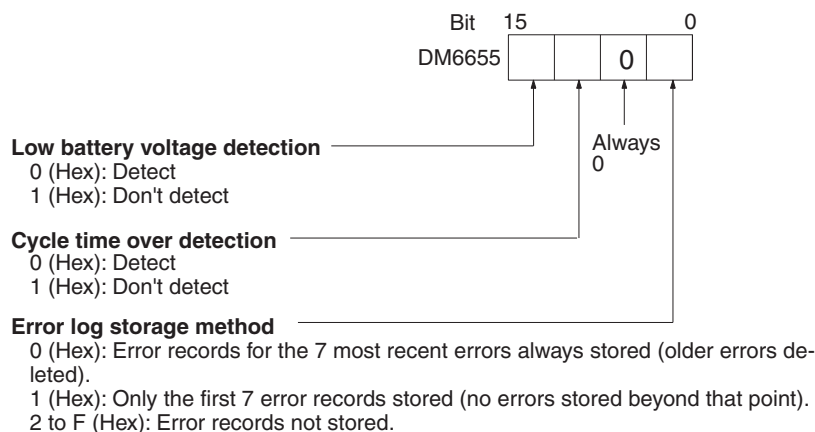 Bit 15 0
DM6655 0
Always
0
Low battery voltage detection
0 (Hex): Detect
1 (Hex): Don't detect
Cycle time over detection
0 (Hex): Detect
1 (Hex): Don't detect
Error log storage method
0 (Hex): Error records for the 7 most recent errors always stored (older errors de-
leted).
1 (Hex): Only the first 7 error records stored (no errors stored beyond that point).
2 to F (Hex): Error records not stored.